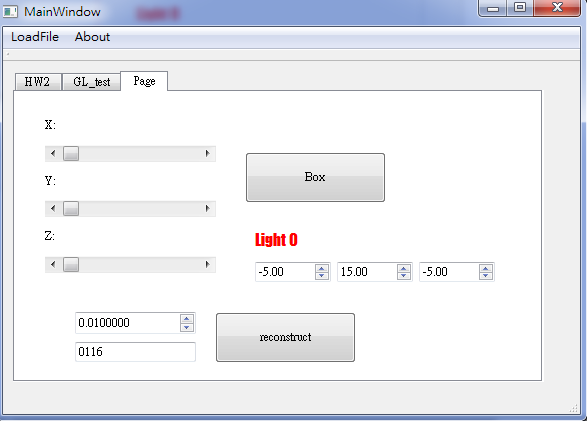 MainWindow
LoadFile About
HW2 GL_test Page
X:
Box
Y:
Z:
Light 0
-5.00 15.00 -5.00
0.0100000
reconstruct
0116